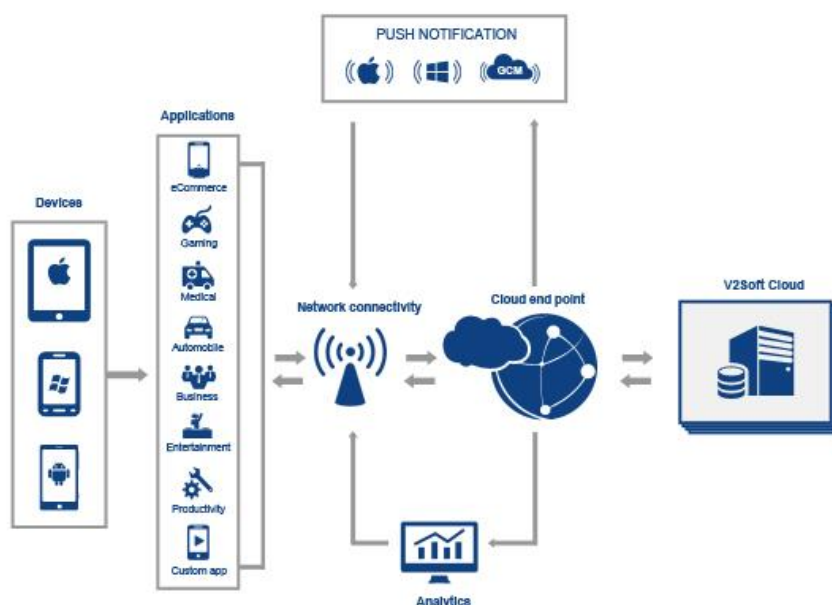 PUSH NOTIFICATION
GCM
Applications
eCommerce
Gaming
Medical
Automobile
Business
Entertainment
Productivity
Custom app
Devices
Network connectivity
Cloud end point
V2Soft Cloud
Analytics